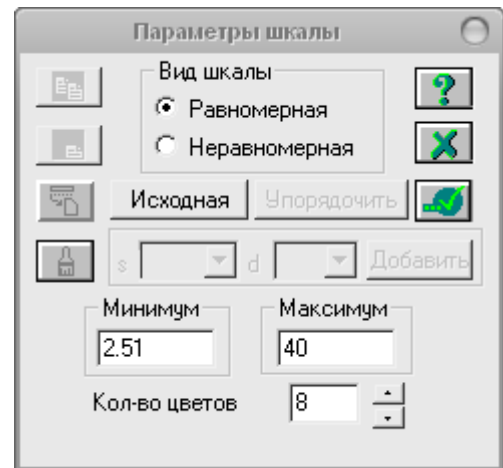 Параметры шкалы
Вид шкалы
Равномерная
Неравномерная
Исходная Упорядочить
s d Добавить
Минимум Максимум
2.51 40
Кол-во цветов 8